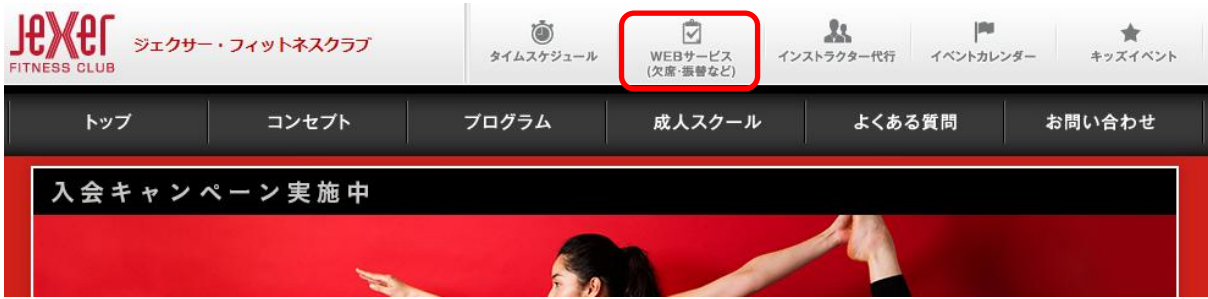 JEXER
FITNESS CLUB
ジェクサー・フィットネスクラブ
タイムスケジュール
WEBサービス
(欠席・振替など)
インストラクター代行
イベントカレンダー
キッズイベント
トップ
コンセプト
プログラム
成人スクール
よくある質問
お問い合わせ
入会キャンペーン実施中